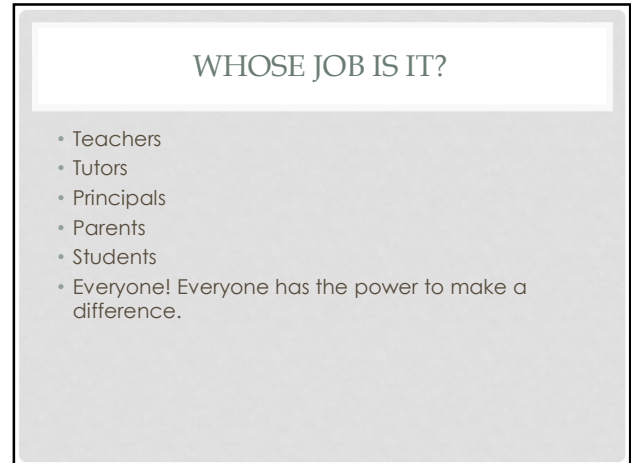 WHOSE JOB IS IT?
• Teachers
• Tutors
• Principals
• Parents
• Students
• Everyone! Everyone has the power to make a
difference.